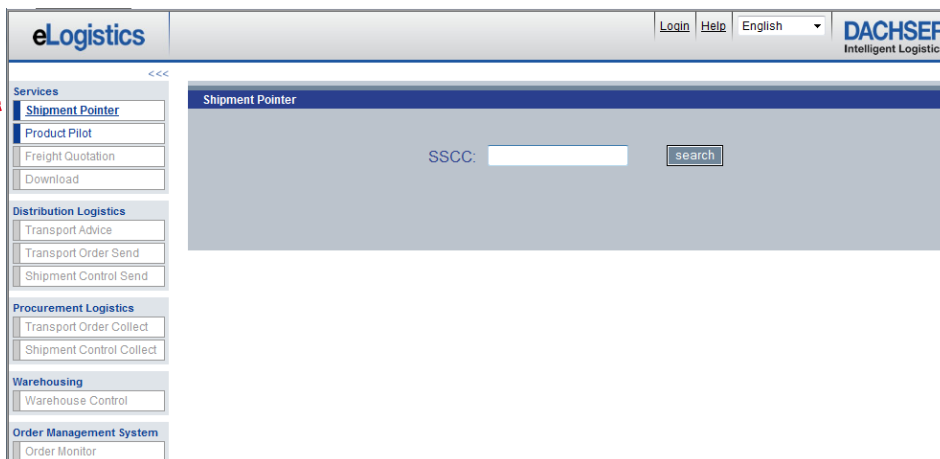 eLogistics
Login Help English
DACHSER
Intelligent Logistic
<<<
Services
Shipment Pointer
Product Pilot
Freight Quotation
Download
Distribution Logistics
Transport Advice
Transport Order Send
Shipment Control Send
Procurement Logistics
Transport Order Collect
Shipment Control Collect
Warehousing
Warehouse Control
Order Management System
Order Monitor
Shipment Pointer
SSCC:
search